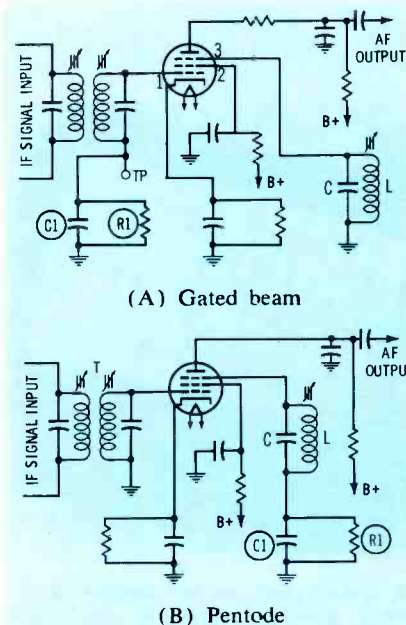 IF SIGNAL INPUT
1
3
2
AF
OUTPUT
B+
B+
TP
C1
R1
C
L
(A) Gated beam
IF SIGNAL INPUT
T
AF
OUTPUT
C
L
B+
B+
C1
R1
(B) Pentode